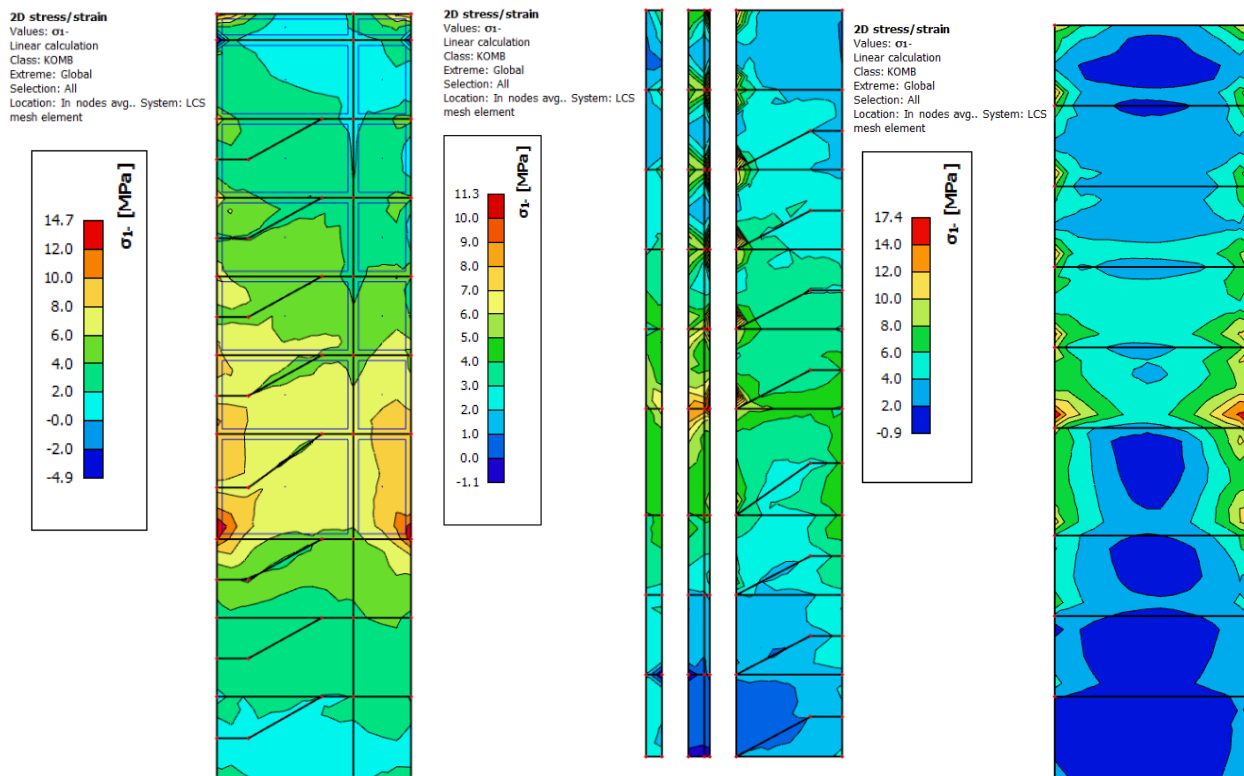 2D stress/strain
Values: σ1-
Linear calculation
Class: KOMB
Extreme: Global
Selection: All
Location: In nodes avg.. System: LCS
mesh element
σ1- [MPa]
14.7
12.0
10.0
8.0
6.0
4.0
2.0
-0.0
-2.0
-4.9
2D stress/strain
Values: σ1-
Linear calculation
Class: KOMB
Extreme: Global
Selection: All
Location: In nodes avg.. System: LCS
mesh element
σ1- [MPa]
11.3
10.0
9.0
8.0
7.0
6.0
5.0
4.0
3.0
2.0
1.0
0.0
-1.1
2D stress/strain
Values: σ1-
Linear calculation
Class: KOMB
Extreme: Global
Selection: All
Location: In nodes avg.. System: LCS
mesh element
σ1- [MPa]
17.4
14.0
12.0
10.0
8.0
6.0
4.0
2.0
-0.9